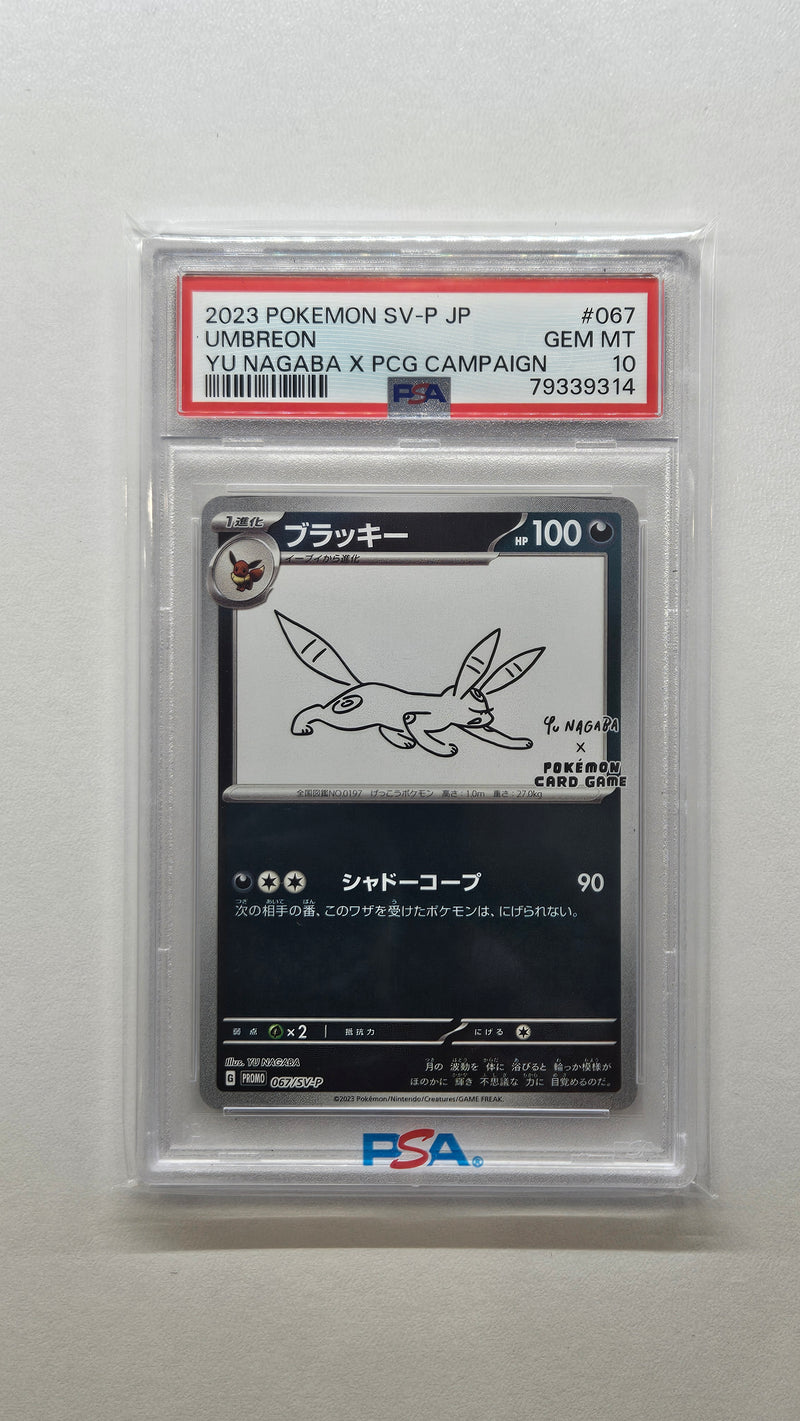 2023 POKEMON SV-P JP #067
UMBREON GEM MT
YU NAGABA X PCG CAMPAIGN 10
PSA 79339314
1進化
ブラッキー HP 100
イーブイから進化
Yu NAGABA
X
POKÉMON
CARD GAME
全国図鑑NO.0197 げっこうポケモン 高さ:1.0m 重さ:27.0kg
シャドーコープ 90
次の相手の番、このワザを受けたポケモンは、にげられない。
弱点 ×2 抵抗力 にげる
Illus. YU NAGABA
月の波動を体に浴びると輪っか模様が
G PROMO 067/SV-P ほのかに輝き不思議な力に目覚めるのだ。
©2023 Pokémon/Nintendo/Creatures/GAME FREAK.
PSA®